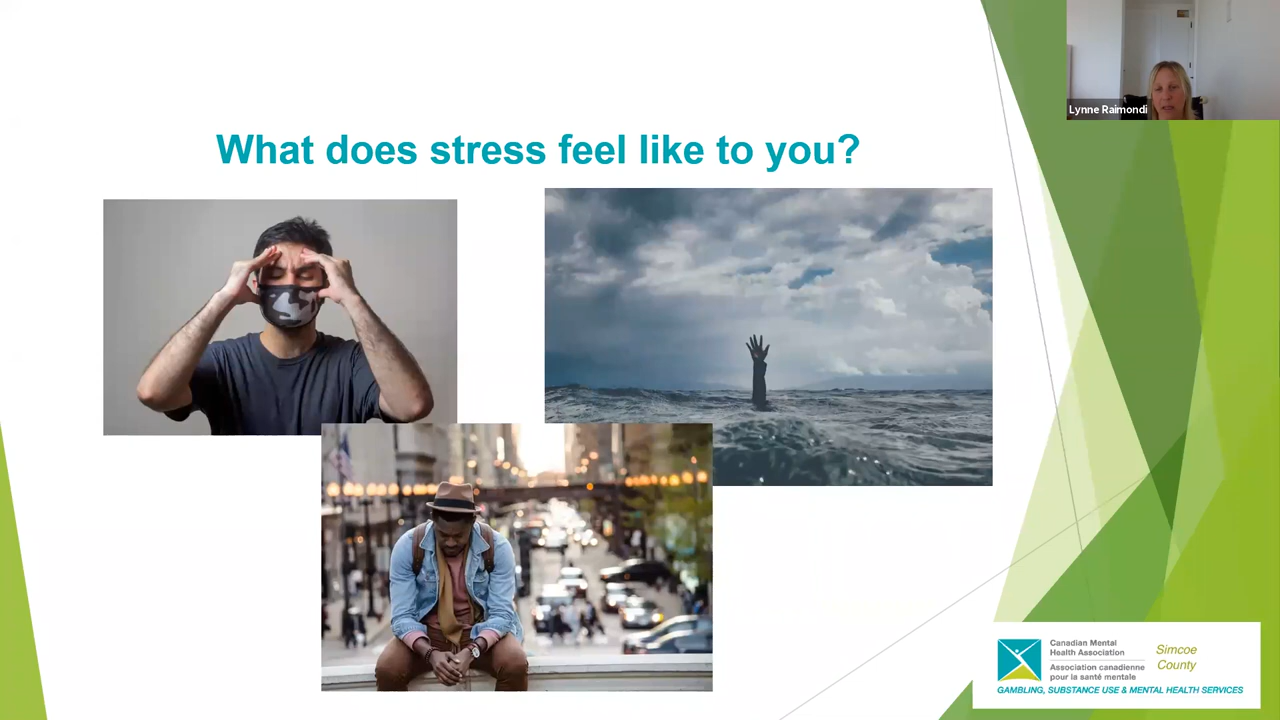 What does stress feel like to you?
Lynne Raimondi
Canadian Mental
Health Association
Association canadienne
pour la santé mentale
Simcoe
County
GAMBLING, SUBSTANCE USE & MENTAL HEALTH SERVICES